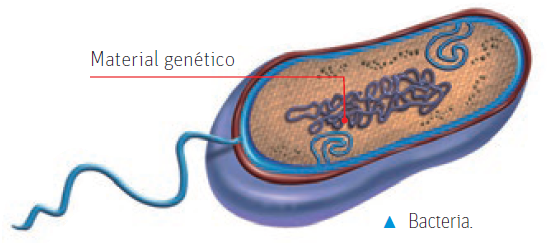 Material genético
▲ Bacteria.